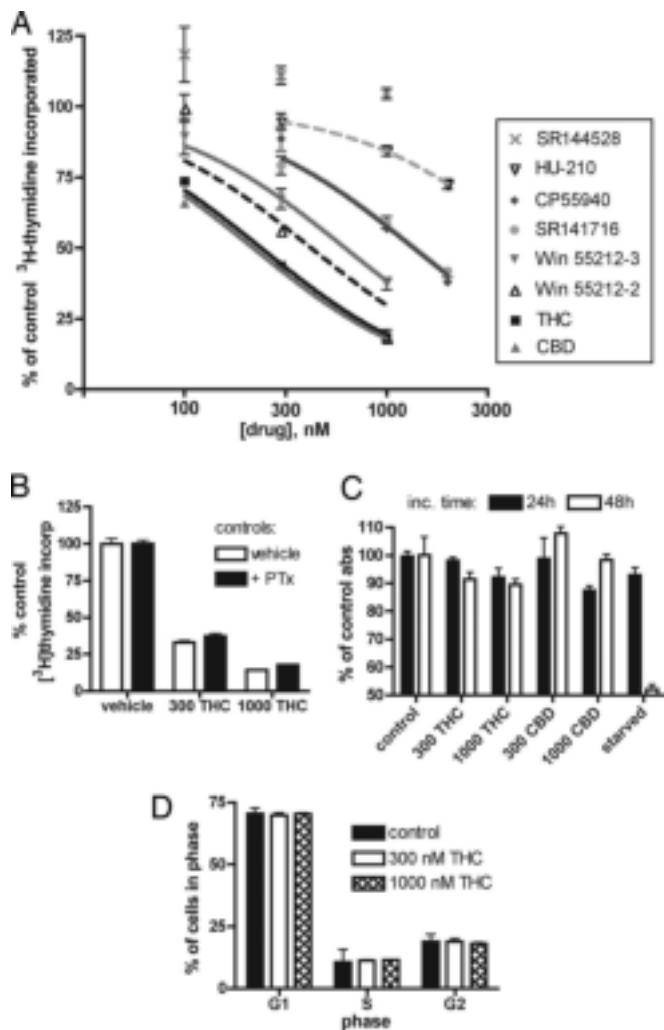 A
% of control ³H-thymidine incorporated
125
100
75
50
25
0
100
300
1000
3000
[drug], nM
SR144528
HU-210
CP55940
SR141716
Win 55212-3
Win 55212-2
THC
CBD
B
% control
[³H]thymidine incorp
125
100
75
50
25
0
controls:
vehicle
+ PTx
vehicle
300 THC
1000 THC
C
inc. time:
24h
48h
% of control abs
110
100
90
80
70
60
50
control
300 THC
1000 THC
300 CBD
1000 CBD
starved
D
% of cells in phase
75
50
25
0
control
300 nM THC
1000 nM THC
G1
S
G2
phase